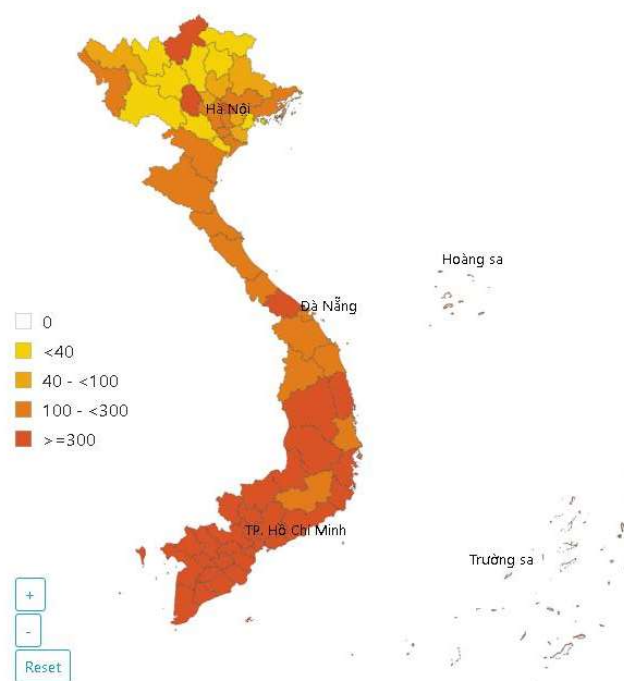 Hà Nội
Hoàng sa
Đà Nẵng
0
<40
40 - <100
100 - <300
>=300
TP. Hồ Chí Minh
Trường sa
+
-
Reset